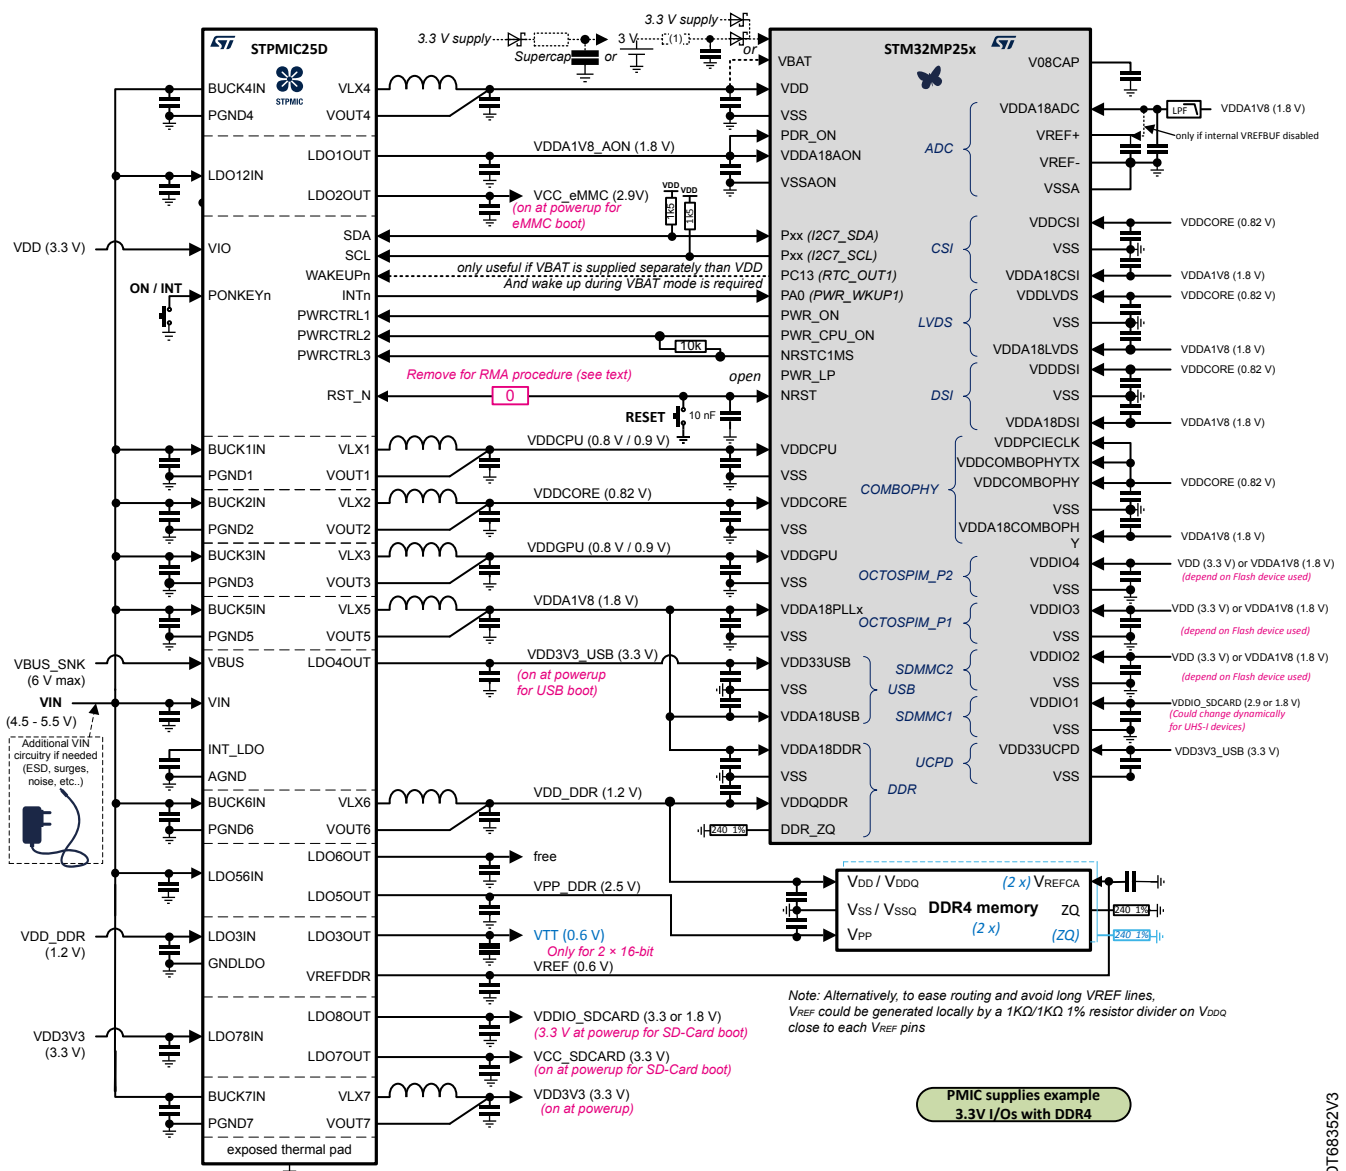 3.3 V supply
3.3 V supply
Supercap
or
3 V
(1)
or
STPMIC25D
STPMIC
STM32MP25x
BUCK4IN
PGND4
VLX4
VOUT4
LDO1OUT
VDDA1V8_AON (1.8 V)
LDO12IN
LDO2OUT
VCC_eMMC (2.9V)
(on at powerup for
eMMC boot)
VDD
VDD
1k5
1k5
VDD (3.3 V)
VIO
SDA
SCL
WAKEUPn
only useful if VBAT is supplied separately than VDD
And wake up during VBAT mode is required
ON / INT
PONKEYn
INTn
PWRCTRL1
PWRCTRL2
PWRCTRL3
10k
Remove for RMA procedure (see text)
open
RST_N
0
RESET
10 nF
BUCK1IN
PGND1
VLX1
VOUT1
VDDCPU (0.8 V / 0.9 V)
BUCK2IN
PGND2
VLX2
VOUT2
VDDCORE (0.82 V)
BUCK3IN
PGND3
VLX3
VOUT3
VDDGPU (0.8 V / 0.9 V)
BUCK5IN
PGND5
VLX5
VOUT5
VDDA1V8 (1.8 V)
VBUS_SNK
(6 V max)
VBUS
LDO4OUT
VDD3V3_USB (3.3 V)
(on at powerup
for USB boot)
VIN
(4.5 - 5.5 V)
VIN
Additional VIN
circuitry if needed
(ESD, surges,
noise, etc..)
INT_LDO
AGND
BUCK6IN
PGND6
VLX6
VOUT6
VDD_DDR (1.2 V)
LDO6OUT
free
LDO56IN
LDO5OUT
VPP_DDR (2.5 V)
VDD_DDR
(1.2 V)
LDO3IN
GNDLDO
LDO3OUT
VTT (0.6 V)
Only for 2 × 16-bit
VREFDDR
VREF (0.6 V)
LDO8OUT
VDDIO_SDCARD (3.3 or 1.8 V)
(3.3 V at powerup for SD-Card boot)
VDD3V3
(3.3 V)
LDO78IN
LDO7OUT
VCC_SDCARD (3.3 V)
(on at powerup for SD-Card boot)
BUCK7IN
PGND7
VLX7
VOUT7
VDD3V3 (3.3 V)
(on at powerup)
exposed thermal pad
VBAT
VDD
VSS
PDR_ON
VDDA18AON
VSSAON
Pxx (I2C7_SDA)
Pxx (I2C7_SCL)
PC13 (RTC_OUT1)
PA0 (PWR_WKUP1)
PWR_ON
PWR_CPU_ON
NRSTC1MS
PWR_LP
NRST
VDDCPU
VSS
VDDCORE
VSS
VDDGPU
VSS
VDDA18PLLx
VSS
VDD33USB
VSS
VDDA18USB
USB
VDDA18DDR
VSS
VDDQDDR
DDR_ZQ
DDR
240 1%
V08CAP
ADC
VDDA18ADC
VREF+
VREF-
VSSA
LPF
VDDA1V8 (1.8 V)
only if internal VREFBUF disabled
CSI
VDDCSI
VSS
VDDA18CSI
VDDCORE (0.82 V)
VDDA1V8 (1.8 V)
LVDS
VDDLVDS
VSS
VDDA18LVDS
VDDCORE (0.82 V)
VDDA1V8 (1.8 V)
DSI
VDDDSI
VSS
VDDA18DSI
VDDCORE (0.82 V)
VDDA1V8 (1.8 V)
COMBOPHY
VDDPCIECLK
VDDCOMBOPHYTX
VDDCOMBOPHY
VSS
VDDA18COMBOPH
Y
VDDCORE (0.82 V)
VDDA1V8 (1.8 V)
OCTOSPIM_P2
VDDIO4
VSS
VDD (3.3 V) or VDDA1V8 (1.8 V)
(depend on Flash device used)
OCTOSPIM_P1
VDDIO3
VSS
VDD (3.3 V) or VDDA1V8 (1.8 V)
(depend on Flash device used)
SDMMC2
VDDIO2
VSS
VDD (3.3 V) or VDDA1V8 (1.8 V)
(depend on Flash device used)
SDMMC1
VDDIO1
VSS
VDDIO_SDCARD (2.9 or 1.8 V)
(Could change dynamically
for UHS-I devices)
UCPD
VDD33UCPD
VSS
VDD3V3_USB (3.3 V)
VDD / VDDQ
VSS / VSSQ
VPP
DDR4 memory
(2 x)
(2 x) VREFCA
ZQ
(ZQ)
240 1%
240 1%
Note: Alternatively, to ease routing and avoid long VREF lines,
VREF could be generated locally by a 1KΩ/1KΩ 1% resistor divider on VDDQ
close to each VREF pins
PMIC supplies example
3.3V I/Os with DDR4
DT68352V3